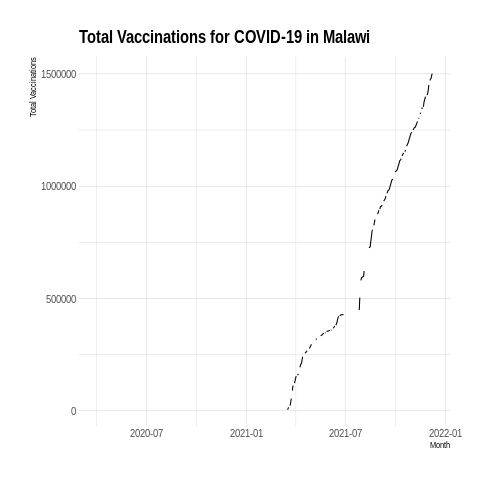 Total Vaccinations for COVID-19 in Malawi
Total Vaccinations
1500000
1000000
500000
0
2020-07 2021-01 2021-07 2022-01
Month